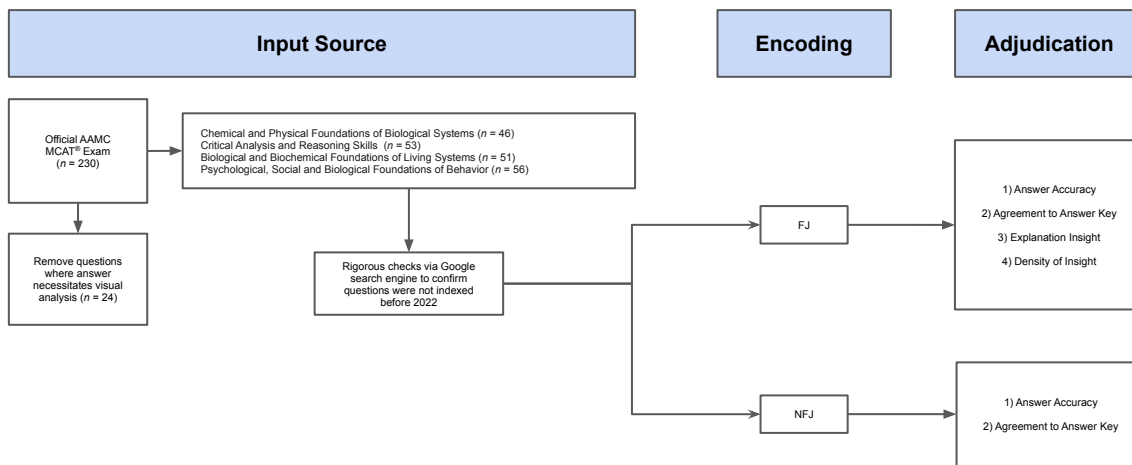 Input Source
Encoding
Adjudication
Official AAMC
MCAT® Exam
(n = 230)
Chemical and Physical Foundations of Biological Systems (n = 46)
Critical Analysis and Reasoning Skills (n = 53)
Biological and Biochemical Foundations of Living Systems (n = 51)
Psychological, Social and Biological Foundations of Behavior (n = 56)
Remove questions
where answer
necessitates visual
analysis (n = 24)
Rigorous checks via Google
search engine to confirm
questions were not indexed
before 2022
FJ
1) Answer Accuracy
2) Agreement to Answer Key
3) Explanation Insight
4) Density of Insight
NFJ
1) Answer Accuracy
2) Agreement to Answer Key